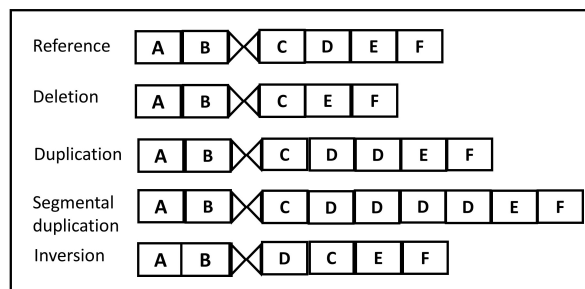 Reference A B C D E F
Deletion A B C E F
Duplication A B C D D E F
Segmental
duplication A B C D D D D E F
Inversion A B D C E F